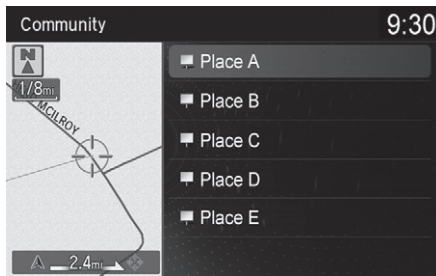 Community
9:30
N
1/8mi
MCILROY
2.4mi
Place A
Place B
Place C
Place D
Place E